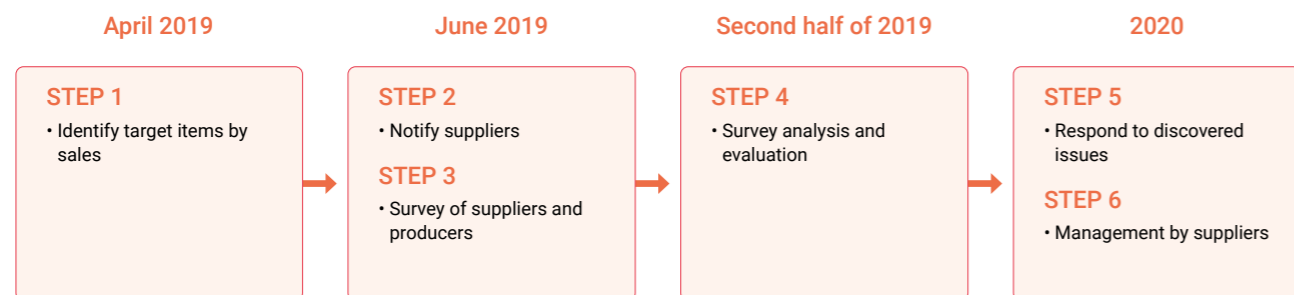 April 2019
STEP 1
・Identify target items by
sales
June 2019
STEP 2
・Notify suppliers
STEP 3
・Survey of suppliers and
producers
Second half of 2019
STEP 4
・Survey analysis and
evaluation
2020
STEP 5
・Respond to discovered
issues
STEP 6
・Management by suppliers